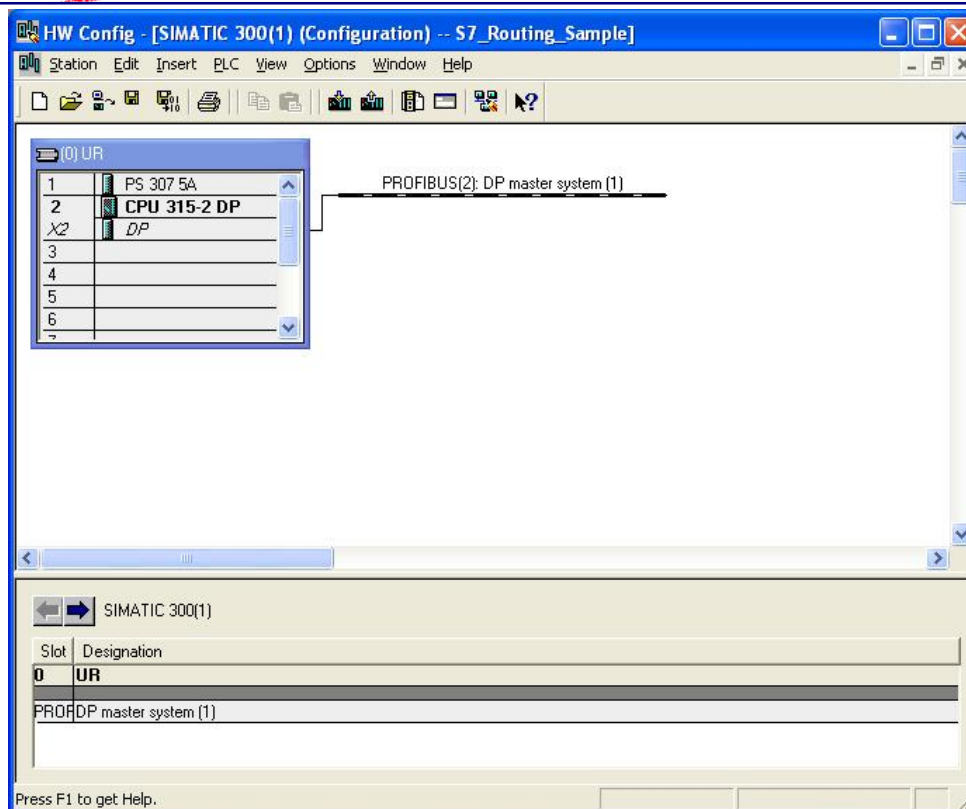 HW Config - [SIMATIC 300(1) (Configuration) -- S7_Routing_Sample]
Station Edit Insert PLC View Options Window Help
(0) UR
1 PS 307 5A
2 CPU 315-2 DP
X2 DP
3
4
5
6
7
PROFIBUS(2): DP master system (1)
SIMATIC 300(1)
Slot Designation
0 UR
PROF DP master system (1)
Press F1 to get Help.